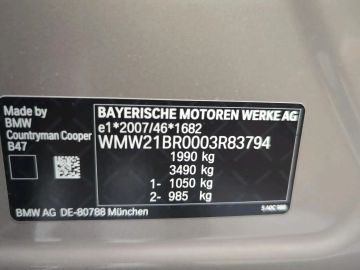 Made by
BMW
Countryman Cooper
B47
BAYERISCHE MOTOREN WERKE AG
e1*2007/46*1682
WMW21BR0003R83794
1990 kg
3490 kg
1- 1050 kg
2- 985 kg
BMW AG DE-80788 München